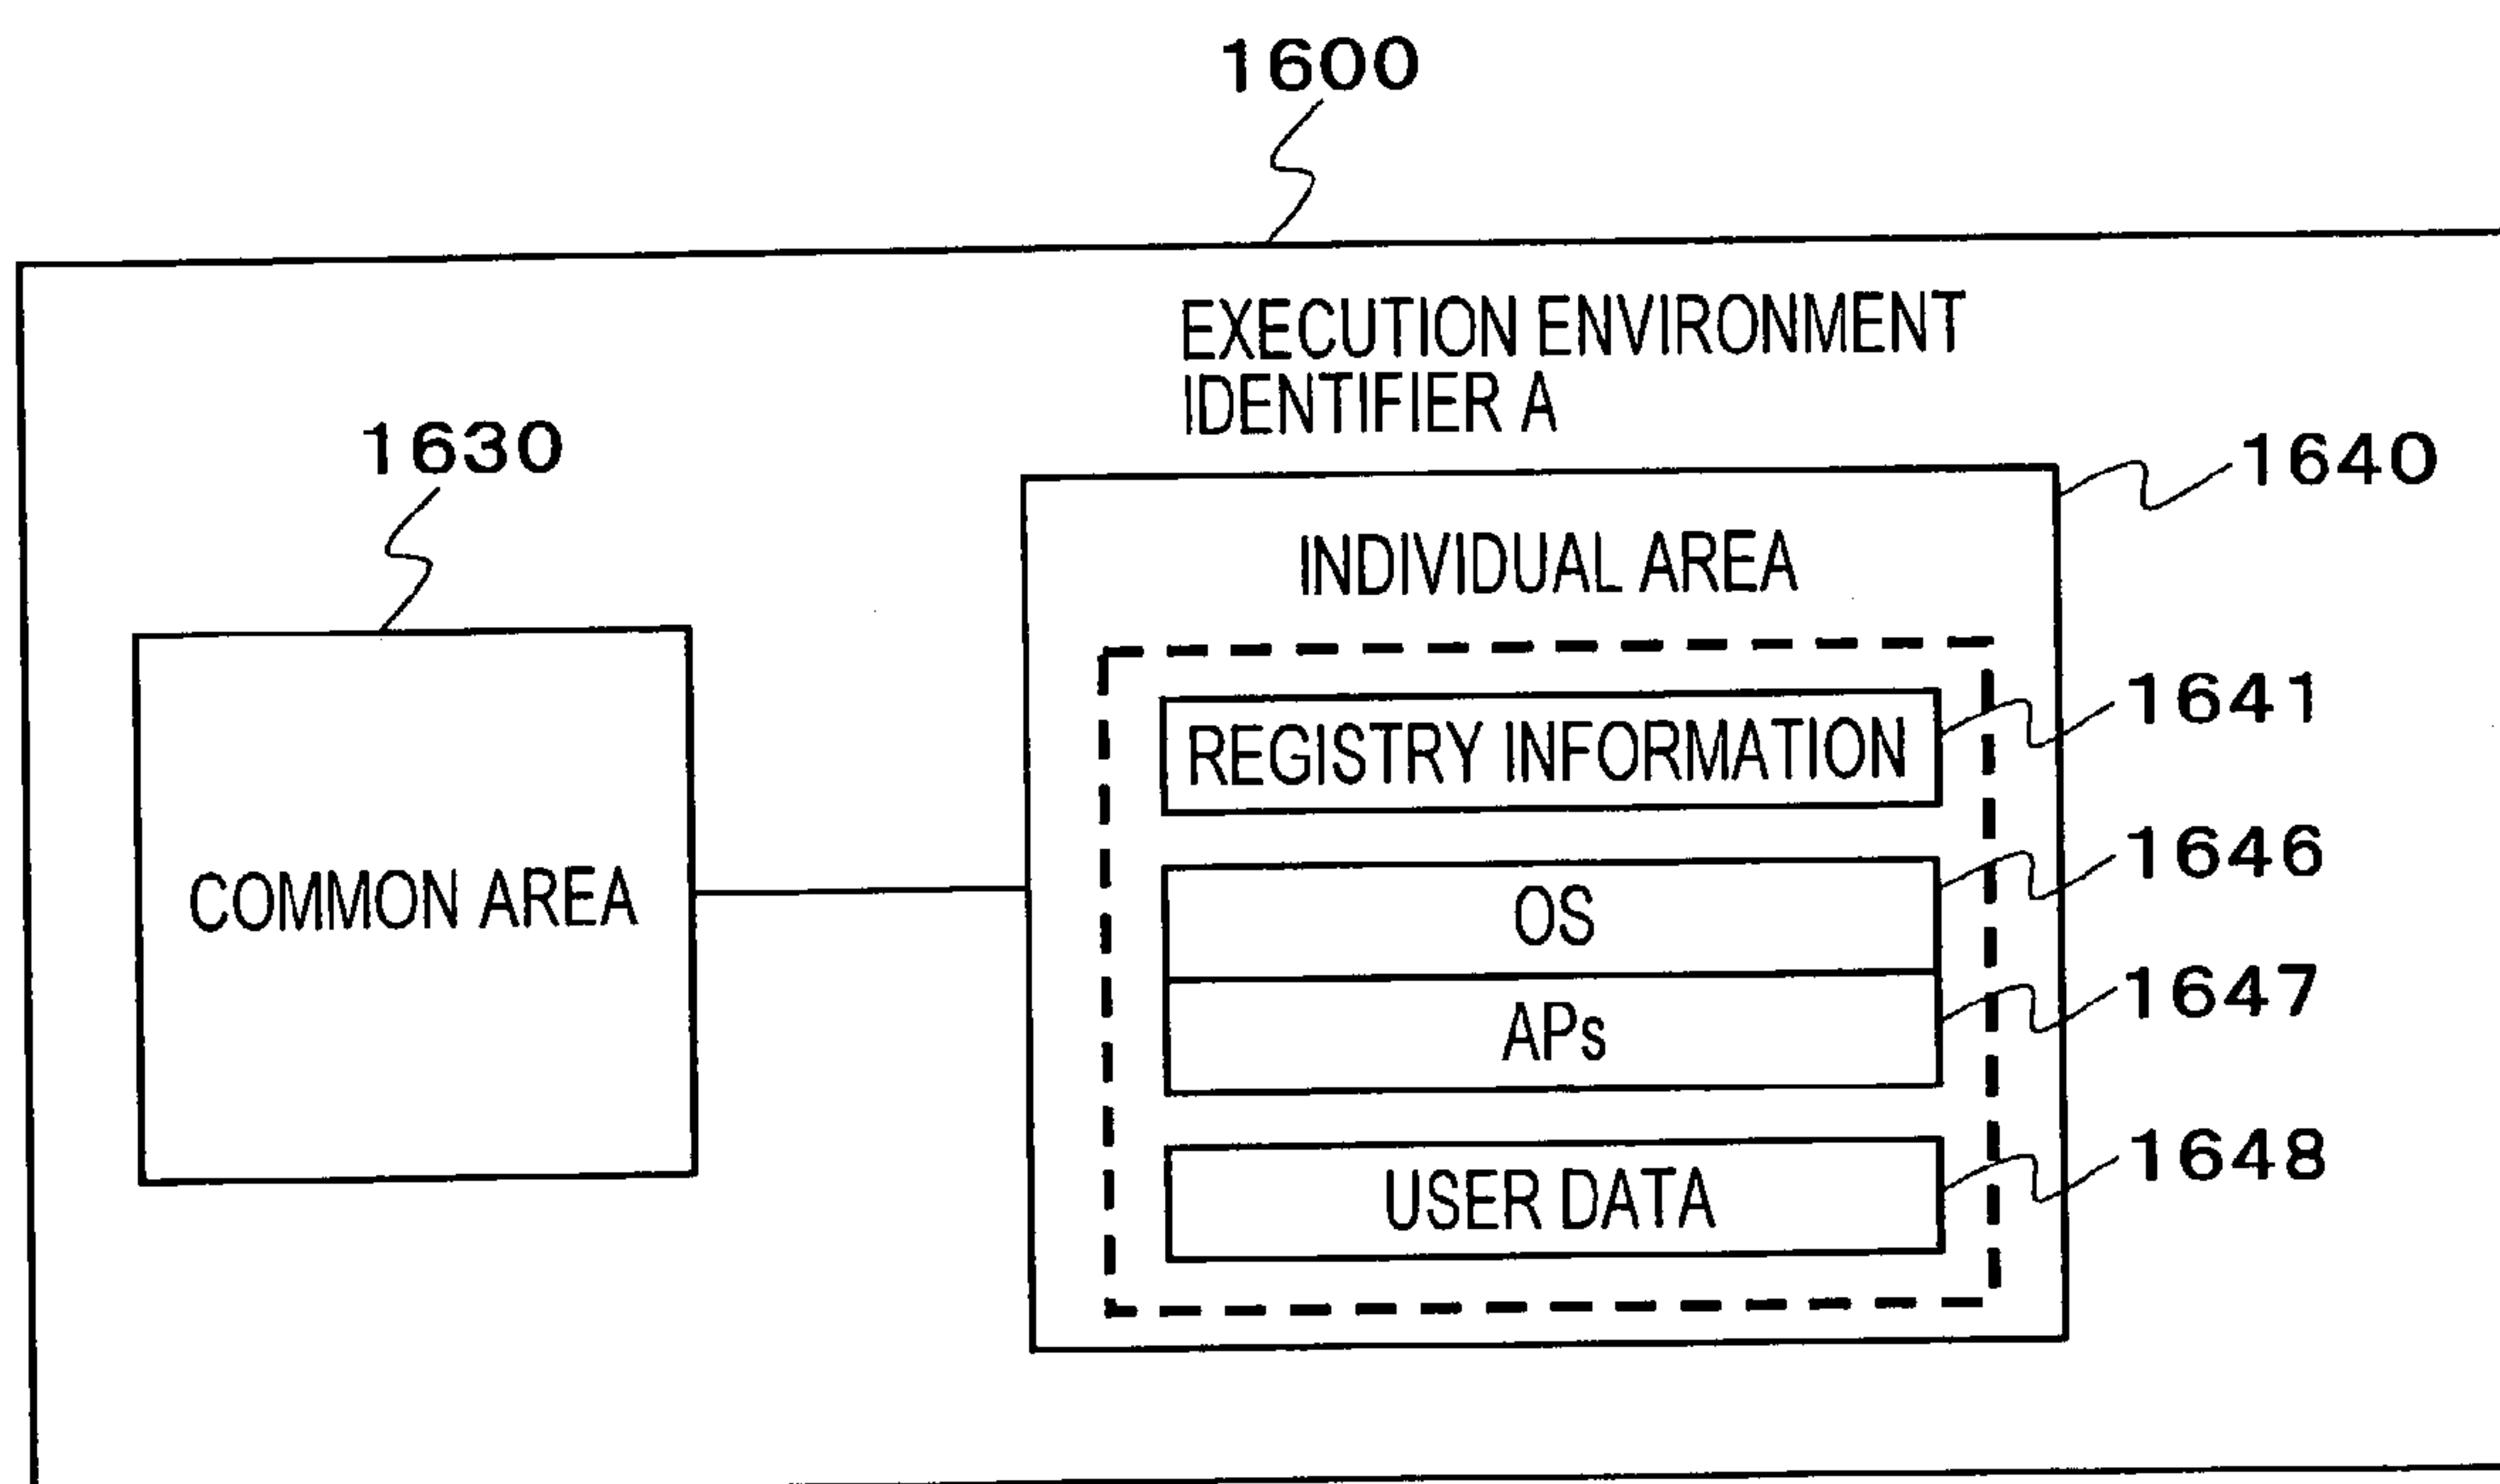 1600
EXECUTION ENVIRONMENT
IDENTIFIER A
1630
1640
INDIVIDUAL AREA
1641
REGISTRY INFORMATION
1646
OS
COMMON AREA
1647
APs
1648
USER DATA